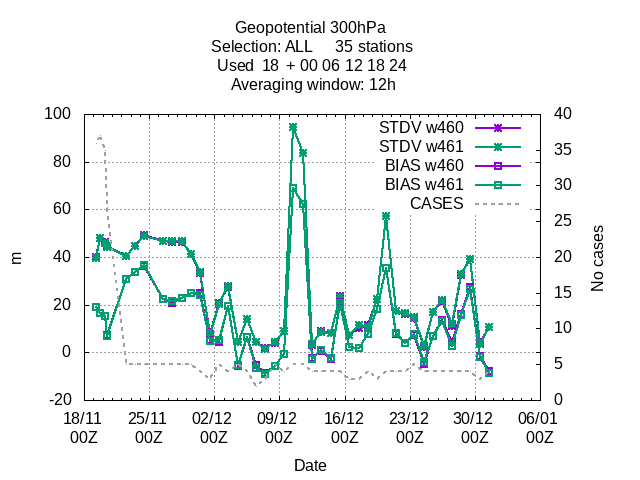 Geopotential 300hPa
Selection: ALL 35 stations
Used 18 + 00 06 12 18 24
Averaging window: 12h
100 40
STDV w460
STDV w461
80 35
BIAS w460
30
BIAS w461
60 CASES
25
m 40 20 No cases
15
20
10
0
5
-20 0
18/11 25/11 02/12 09/12 16/12 23/12 30/12 06/01
00Z 00Z 00Z 00Z 00Z 00Z 00Z 00Z
Date